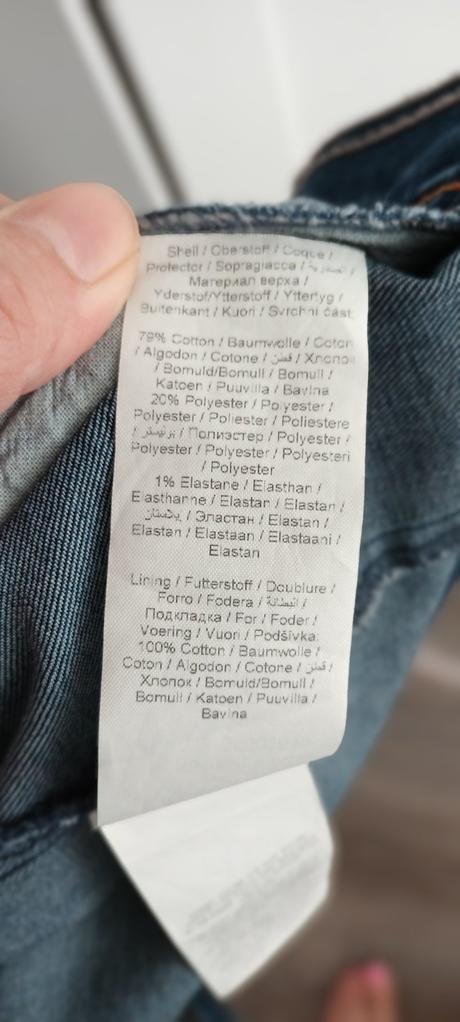 Shell / Oberstoff / Coque /
Protector / Sopraglacca /
Материал верха /
Yderstof/Ytterstoff / Yttertyg /
Buitenkant / Kuori / Svrchní část:
79% Cotton / Baumwolle / Coton
/ Algodon / Cotone / قطن / Хлопок
/ Bomuld/Bomull / Bomull /
Katoen / Puuvilla / Bavlna
20% Polyester / Polyester /
Polyester / Poliester / Poliestere
/ بوليستر / Полиэстер / Polyester /
Polyester / Polyester / Polyesteri
/ Polyester
1% Elastane / Elasthan /
Elasthanne / Elastan / Elastan /
/ Эластан / Elastan /
Elastan / Elastaan / Elastaani /
Elastan
Lining / Futterstoff / Doublure /
Forro / Fodera / البطانة /
Подкладка / For / Foder /
Voering / Vuori / Podšívka:
100% Cotton / Baumwolle /
Coton / Algodon / Cotone / قطن /
Хлопок / Bomuld/Bomull /
Bomull / Katoen / Puuvilla /
Bavlna